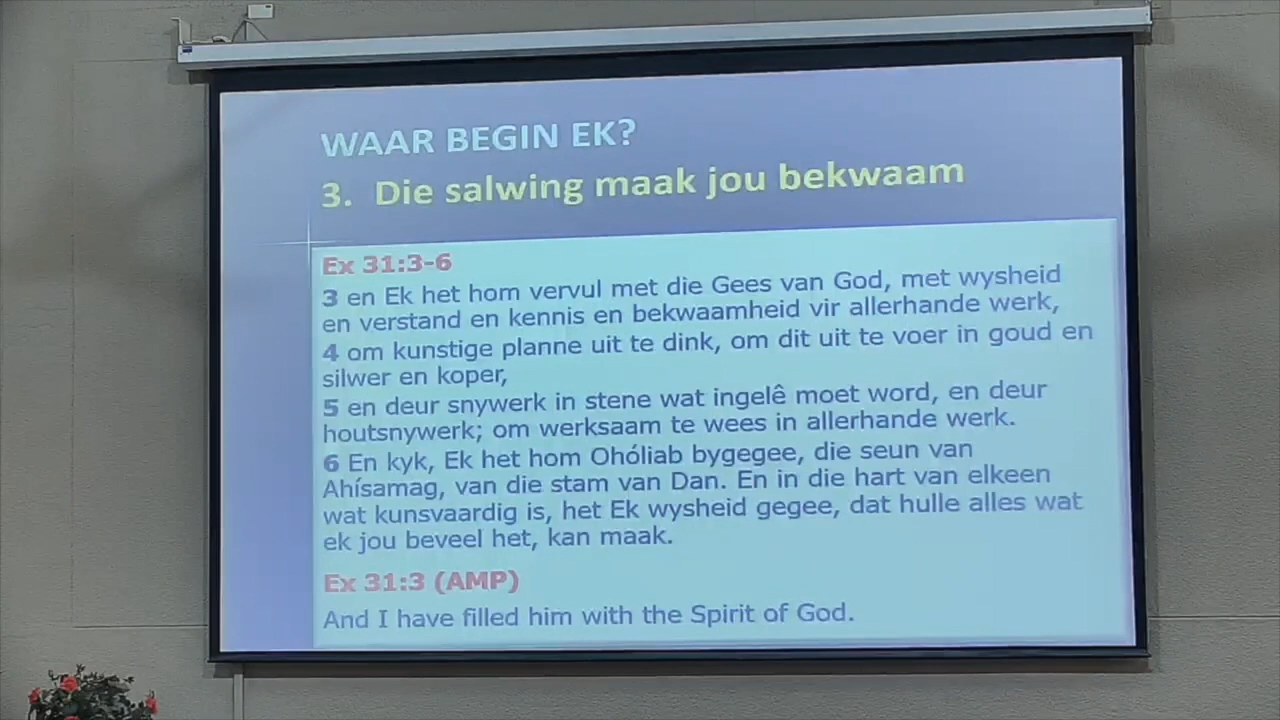 WAAR BEGIN EK?
3. Die salwing maak jou bekwaam
Ex 31:3-6
3 en Ek het hom vervul met die Gees van God, met wysheid
en verstand en kennis en bekwaamheid vir allerhande werk,
4 om kunstige planne uit te dink, om dit uit te voer in goud en
silwer en koper,
5 en deur snywerk in stene wat ingelê moet word, en deur
houtsnywerk; om werksaam te wees in allerhande werk.
6 En kyk, Ek het hom Ohóliab bygegee, die seun van
Ahísamag, van die stam van Dan. En in die hart van elkeen
wat kunsvaardig is, het Ek wysheid gegee, dat hulle alles wat
ek jou beveel het, kan maak.
Ex 31:3 (AMP)
And I have filled him with the Spirit of God.